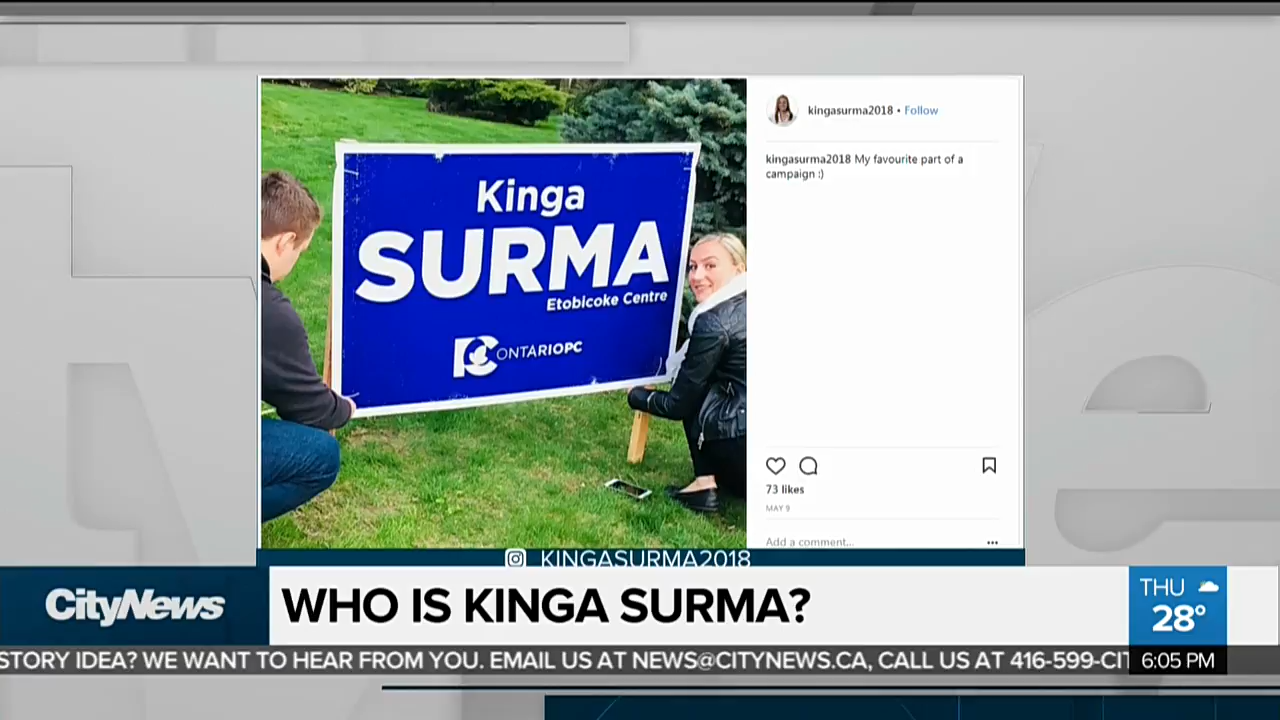 kingasurma2018 • Follow
kingasurma2018 My favourite part of a
campaign :)
Kinga
SURMA
Etobicoke Centre
PC ONTARIOPC
73 likes
MAY 9
Add a comment...
KINGASURMA2018
CityNews
WHO IS KINGA SURMA?
THU
28°
STORY IDEA? WE WANT TO HEAR FROM YOU. EMAIL US AT NEWS@CITYNEWS.CA, CALL US AT 416-599-CIT
6:05 PM